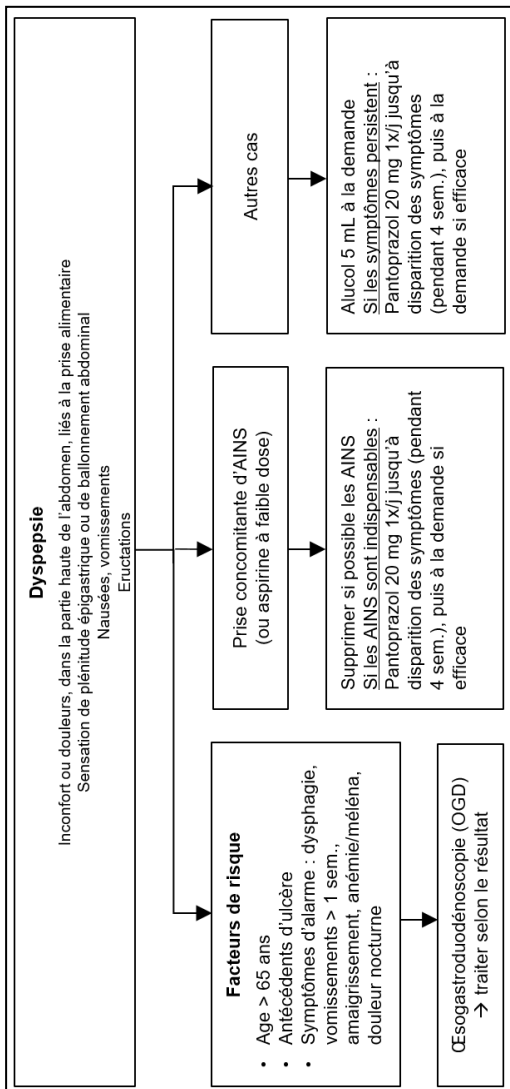 Dyspepsie
Inconfort ou douleurs, dans la partie haute de l'abdomen, liés à la prise alimentaire
Sensation de plénitude épigastrique ou de ballonnement abdominal
Nausées, vomissements
Eructations
Facteurs de risque
• Age > 65 ans
• Antécédents d'ulcère
• Symptômes d'alarme : dysphagie,
vomissements > 1 sem.,
amaigrissement, anémie/méléna,
douleur nocturne
Œsogastroduodénoscopie (OGD)
→ traiter selon le résultat
Prise concomitante d'AINS
(ou aspirine à faible dose)
Supprimer si possible les AINS
Si les AINS sont indispensables :
Pantoprazol 20 mg 1x/j jusqu'à
disparition des symptômes (pendant
4 sem.), puis à la demande si
efficace
Autres cas
Alucol 5 mL à la demande
Si les symptômes persistent :
Pantoprazol 20 mg 1x/j jusqu'à
disparition des symptômes
(pendant 4 sem.), puis à la
demande si efficace